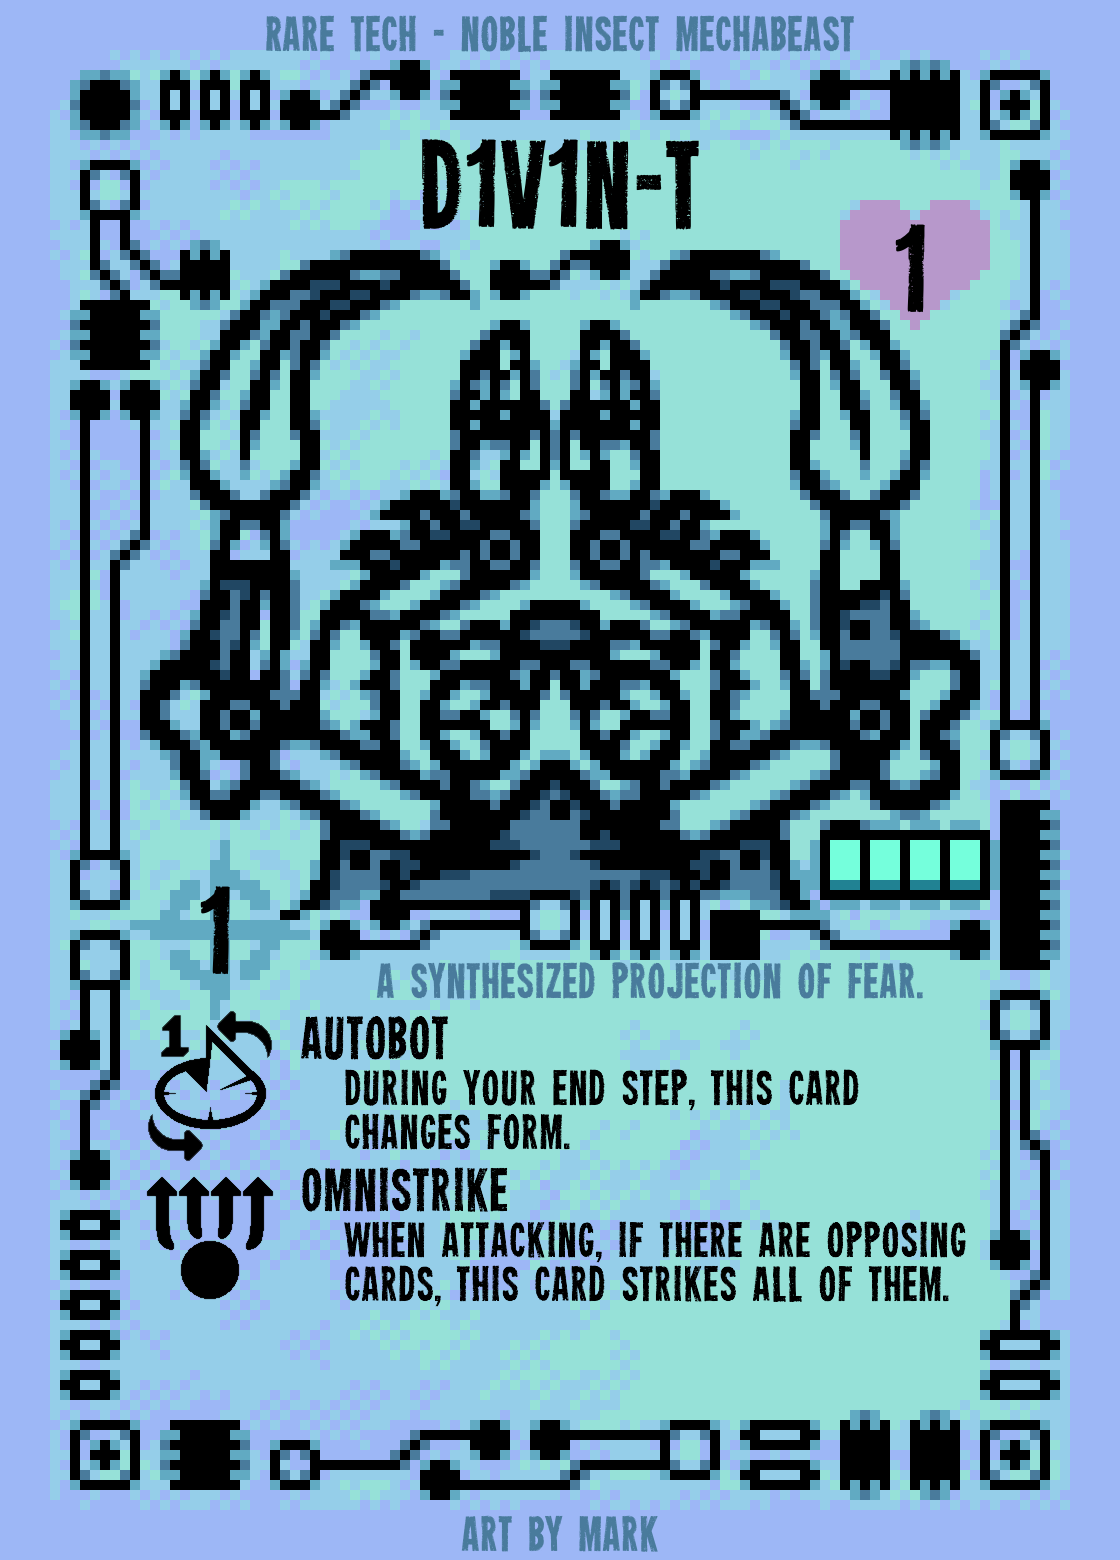 RARE TECH - NOBLE INSECT MECHABEAST
D1V1N-T
1
1
A SYNTHESIZED PROJECTION OF FEAR.
1
AUTOBOT
DURING YOUR END STEP, THIS CARD
CHANGES FORM.
OMNISTRIKE
WHEN ATTACKING, IF THERE ARE OPPOSING
CARDS, THIS CARD STRIKES ALL OF THEM.
ART BY MARK